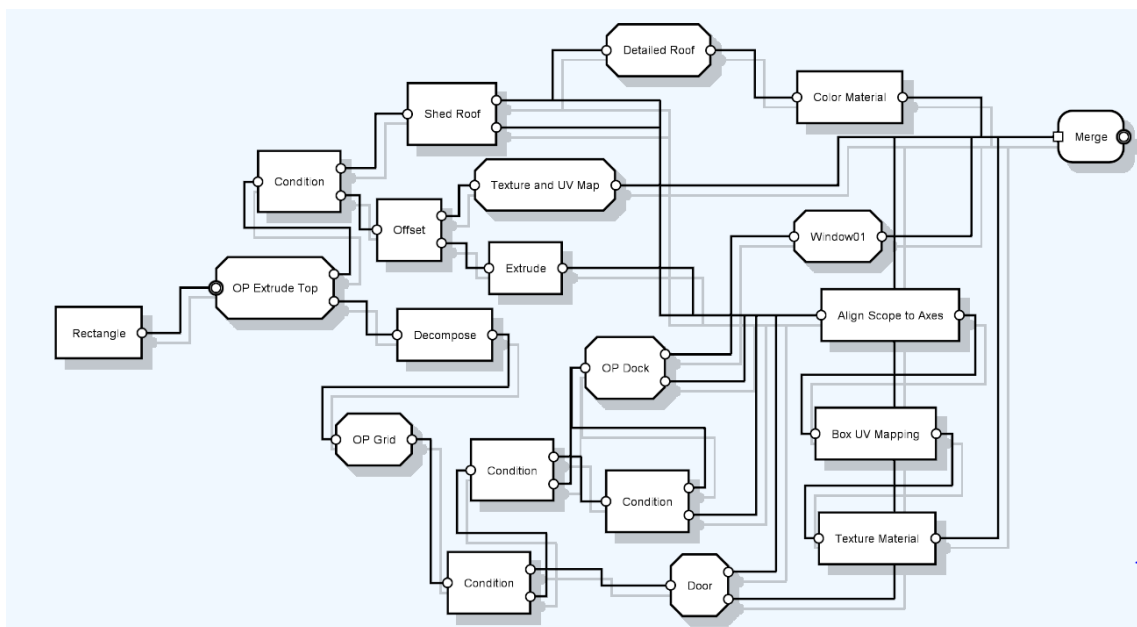 Detailed Roof
Color Material
Shed Roof
Merge
Condition
Texture and UV Map
Offset
Window01
Extrude
OP Extrude Top
Rectangle
Decompose
Align Scope to Axes
OP Dock
OP Grid
Box UV Mapping
Condition
Condition
Texture Material
Condition
Door